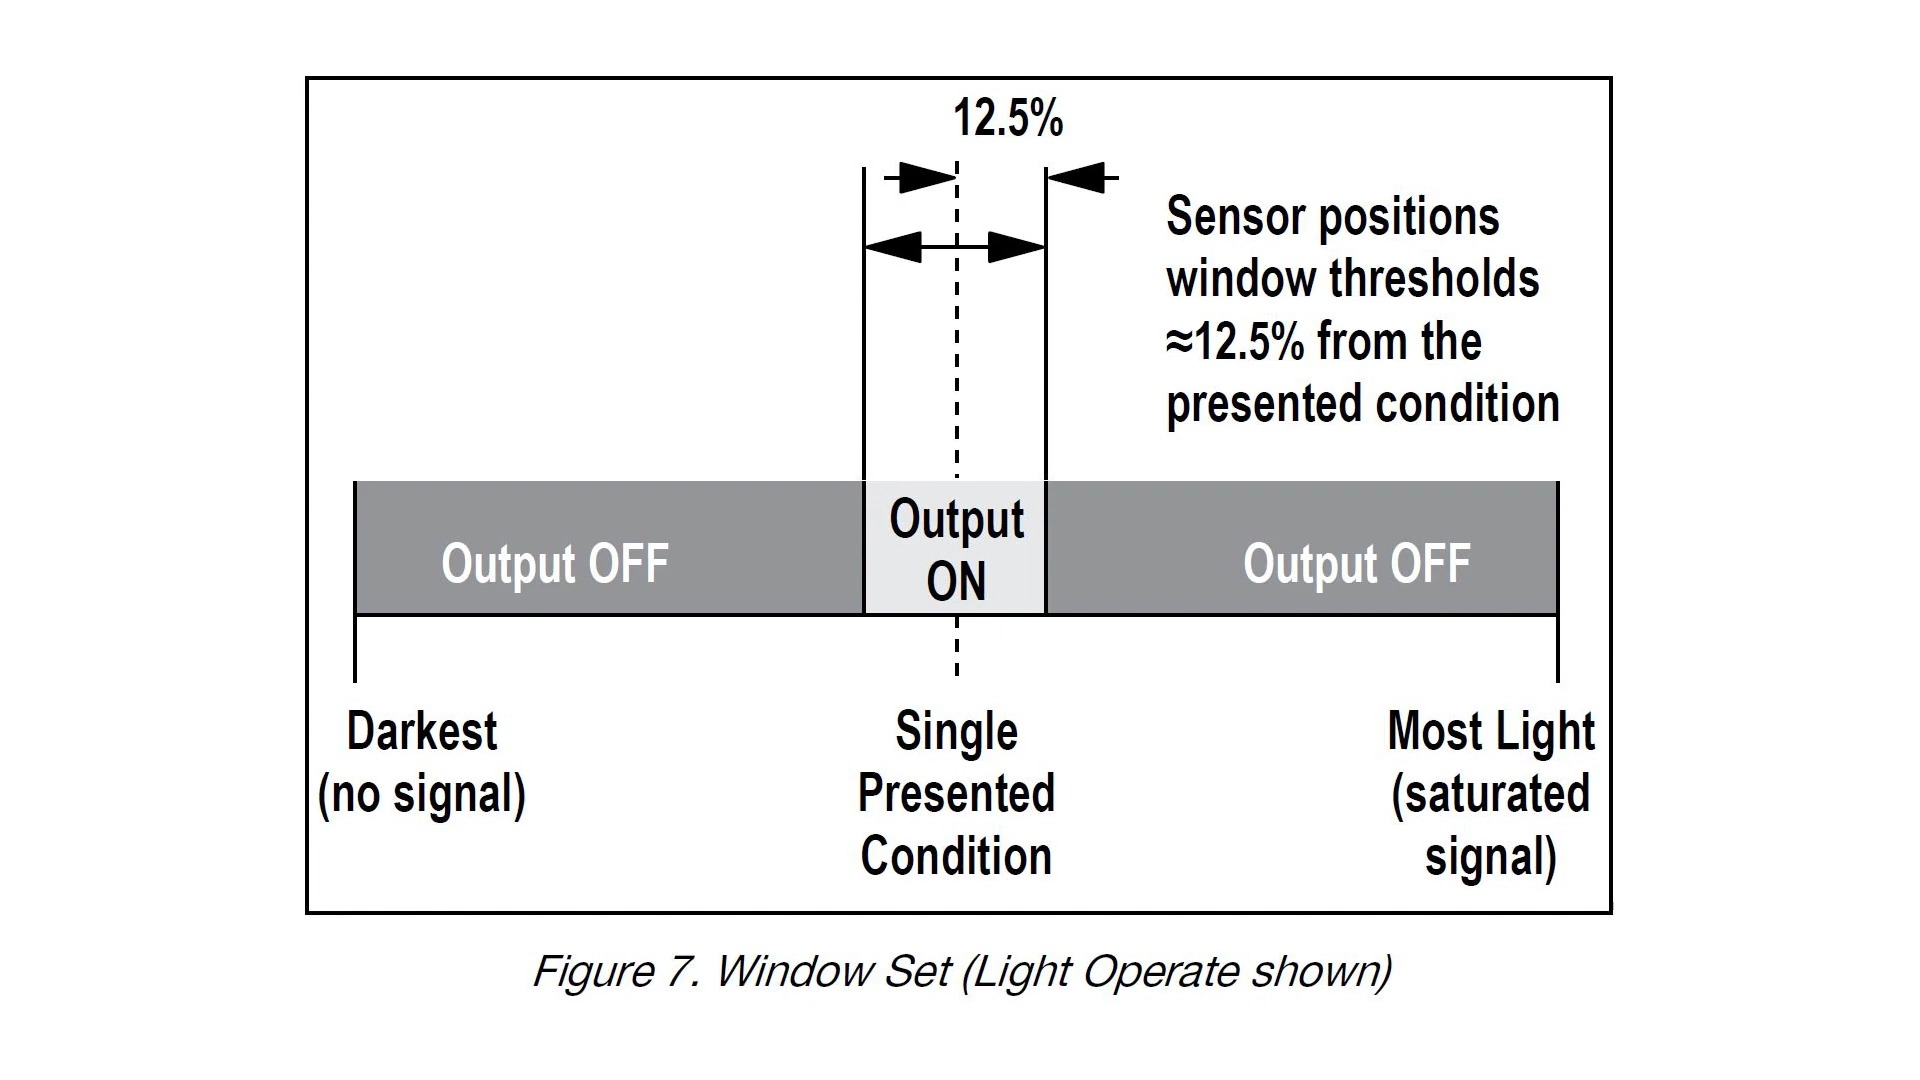 12.5%
Sensor positions
window thresholds
≈12.5% from the
presented condition
Output OFF
Output
ON
Output OFF
Darkest
(no signal)
Single
Presented
Condition
Most Light
(saturated
signal)
Figure 7. Window Set (Light Operate shown)